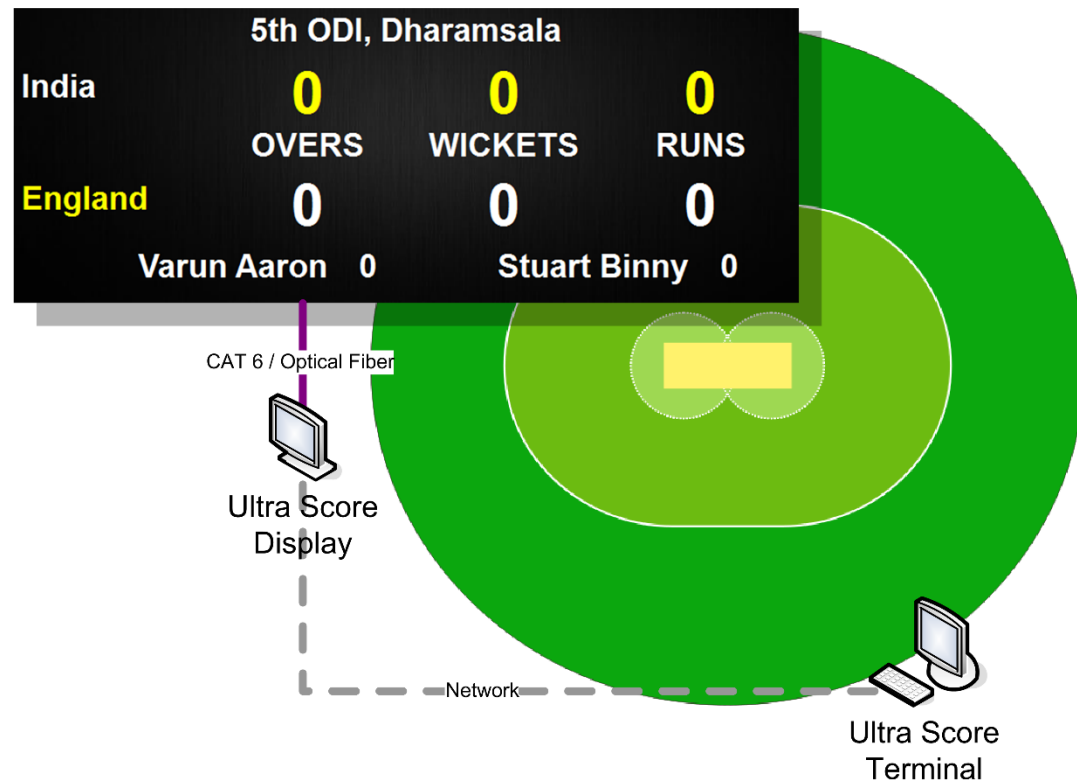 5th ODI, Dharamsala
India 0 0 0
OVERS WICKETS RUNS
England 0 0 0
Varun Aaron 0 Stuart Binny 0
CAT 6 / Optical Fiber
Ultra Score
Display
Network
Ultra Score
Terminal